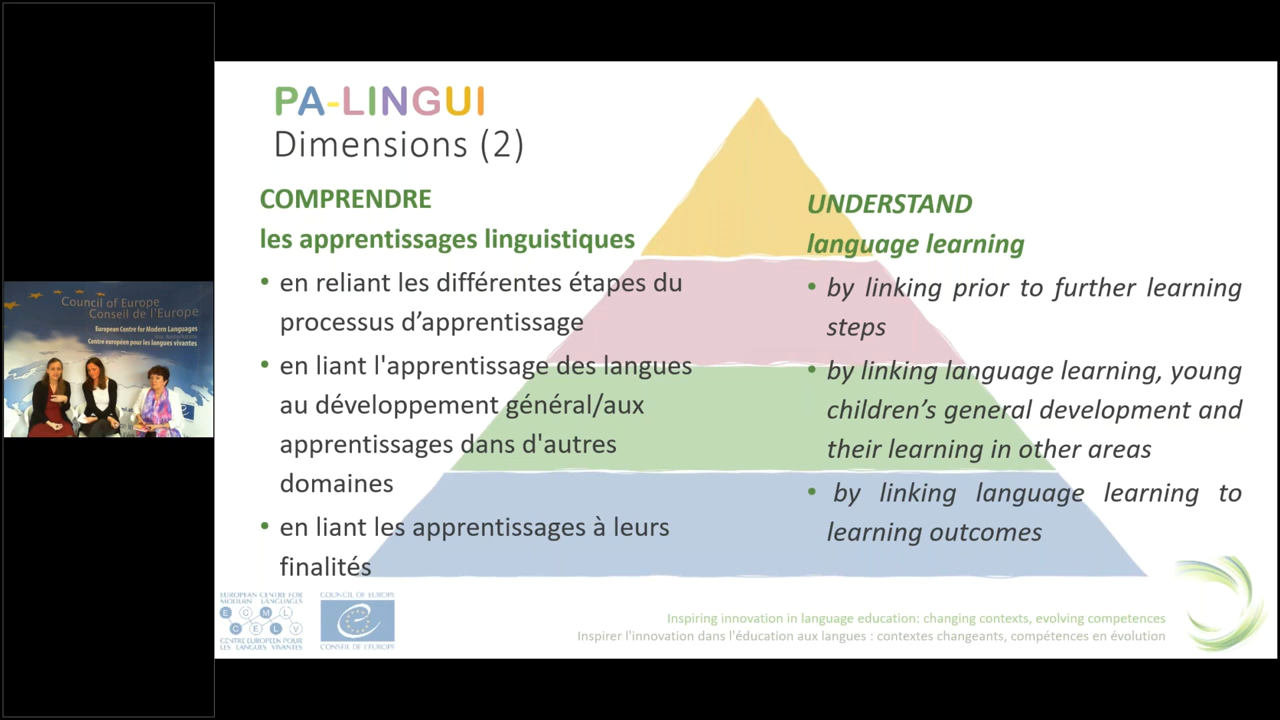 PA-LINGUI
Dimensions (2)
COMPRENDRE
les apprentissages linguistiques
• en reliant les différentes étapes du
processus d’apprentissage
• en liant l'apprentissage des langues
au développement général/aux
apprentissages dans d'autres
domaines
• en liant les apprentissages à leurs
finalités
UNDERSTAND
language learning
• by linking prior to further learning
steps
• by linking language learning, young
children’s general development and
their learning in other areas
• by linking language learning to
learning outcomes
Council of Europe
Conseil de l'Europe
European Centre for Modern Languages
Centre européen pour les langues vivantes
EUROPEAN CENTRE FOR
MODERN LANGUAGES
E C M L
C E L V
CENTRE EUROPEEN POUR
LES LANGUES VIVANTES
COUNCIL OF EUROPE
CONSEIL DE L'EUROPE
Inspiring innovation in language education: changing contexts, evolving competences
Inspirer l'innovation dans l'éducation aux langues : contextes changeants, compétences en évolution